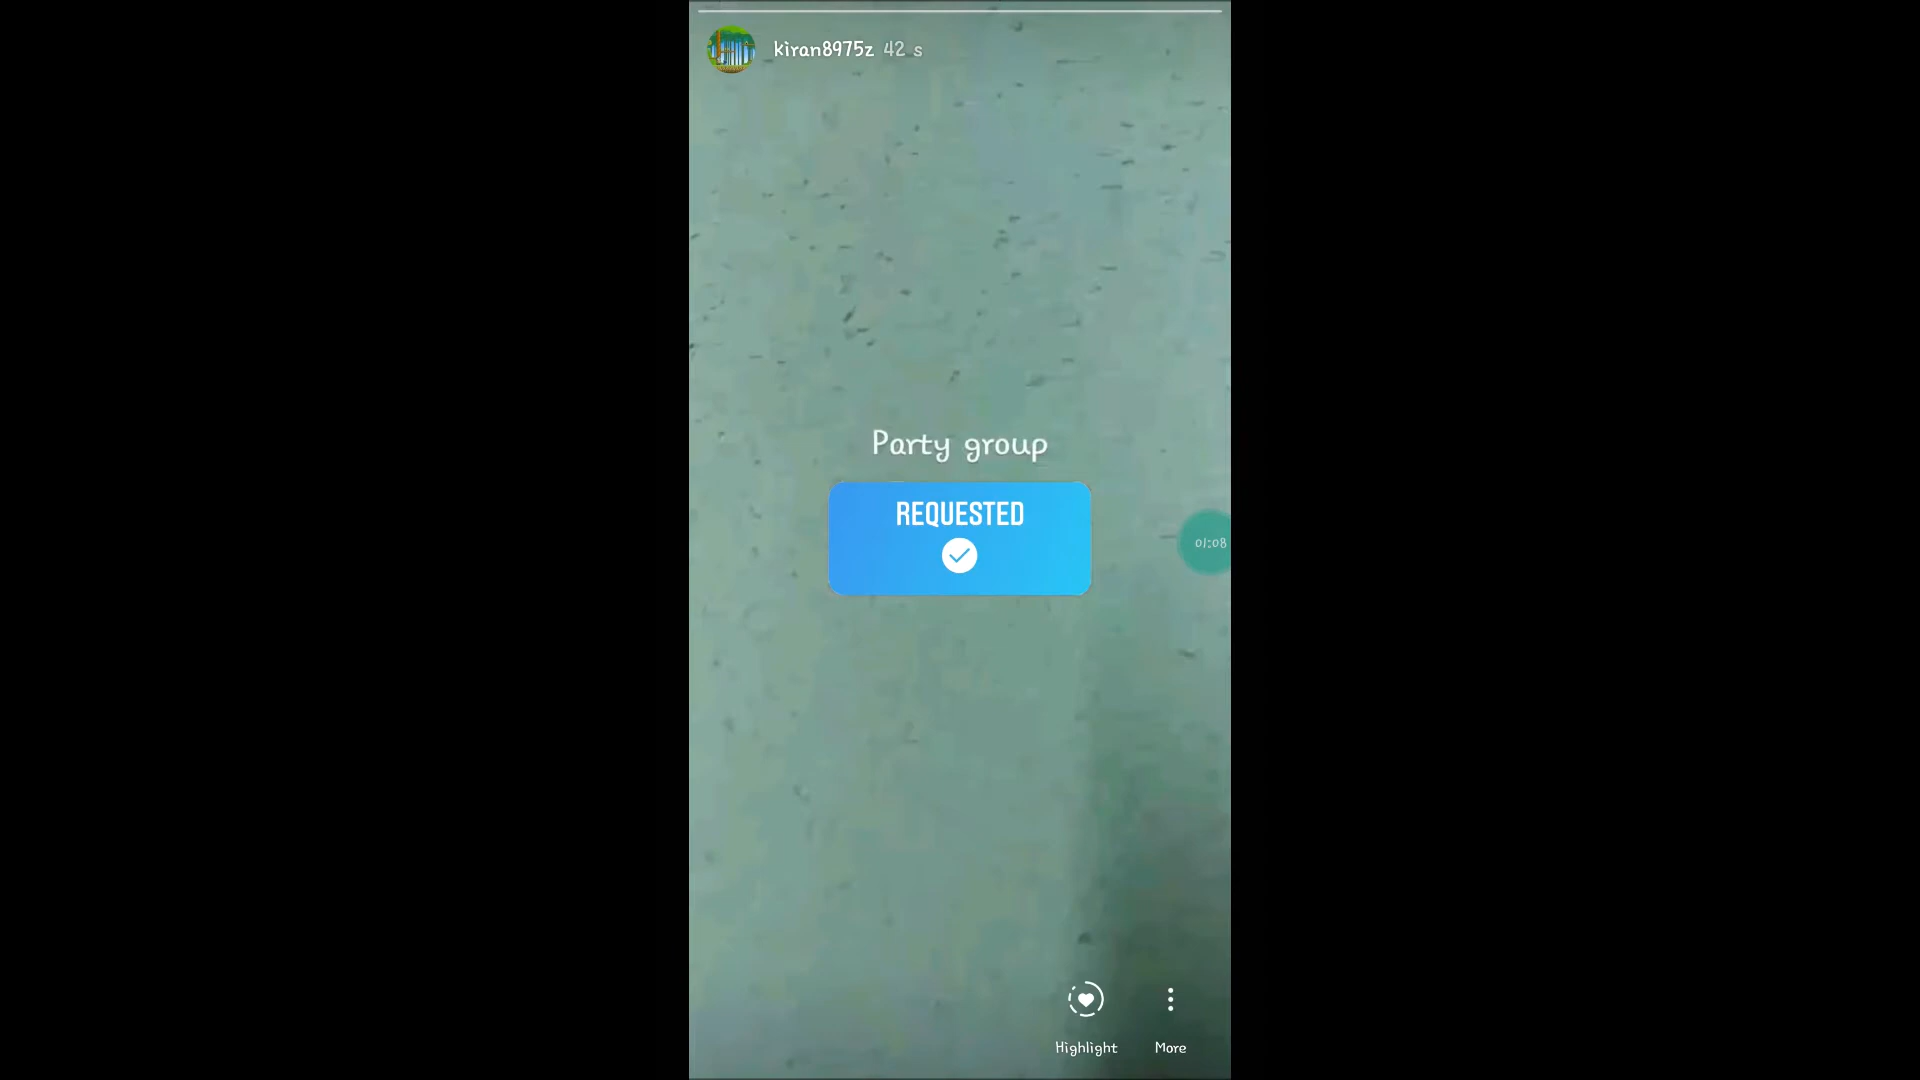 kiran8975z 42 s
Party group
REQUESTED
01:08
Highlight
More